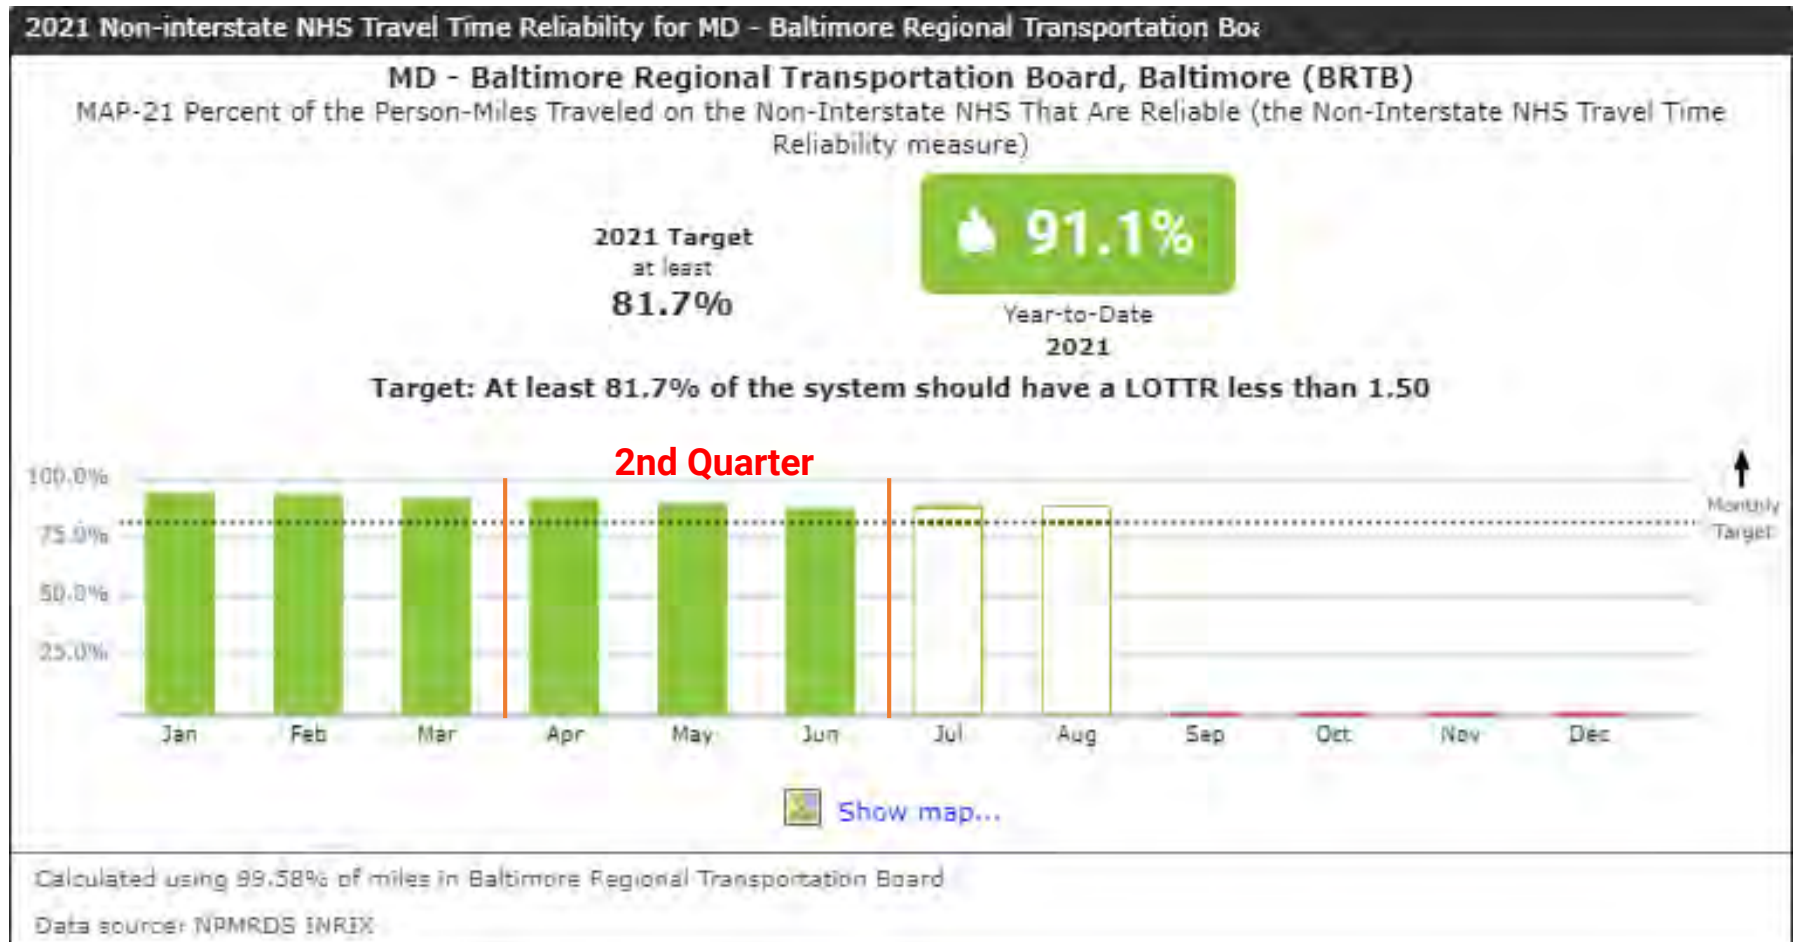 2021 Non-interstate NHS Travel Time Reliability for MD - Baltimore Regional Transportation Boa
MD - Baltimore Regional Transportation Board, Baltimore (BRTB)
MAP-21 Percent of the Person-Miles Traveled on the Non-Interstate NHS That Are Reliable (the Non-Interstate NHS Travel Time
Reliability measure)
2021 Target
at least
81.7%
91.1%
Year-to-Date
2021
Target: At least 81.7% of the system should have a LOTTR less than 1.50
2nd Quarter
100.0%
75.0%
50.0%
25.0%
Monthly
Target
Jan Feb Mar Apr May Jun Jul Aug Sep Oct Nov Dec
Show map...
Calculated using 99.58% of miles in Baltimore Regional Transportation Board
Data source: NPMRDS INRIX